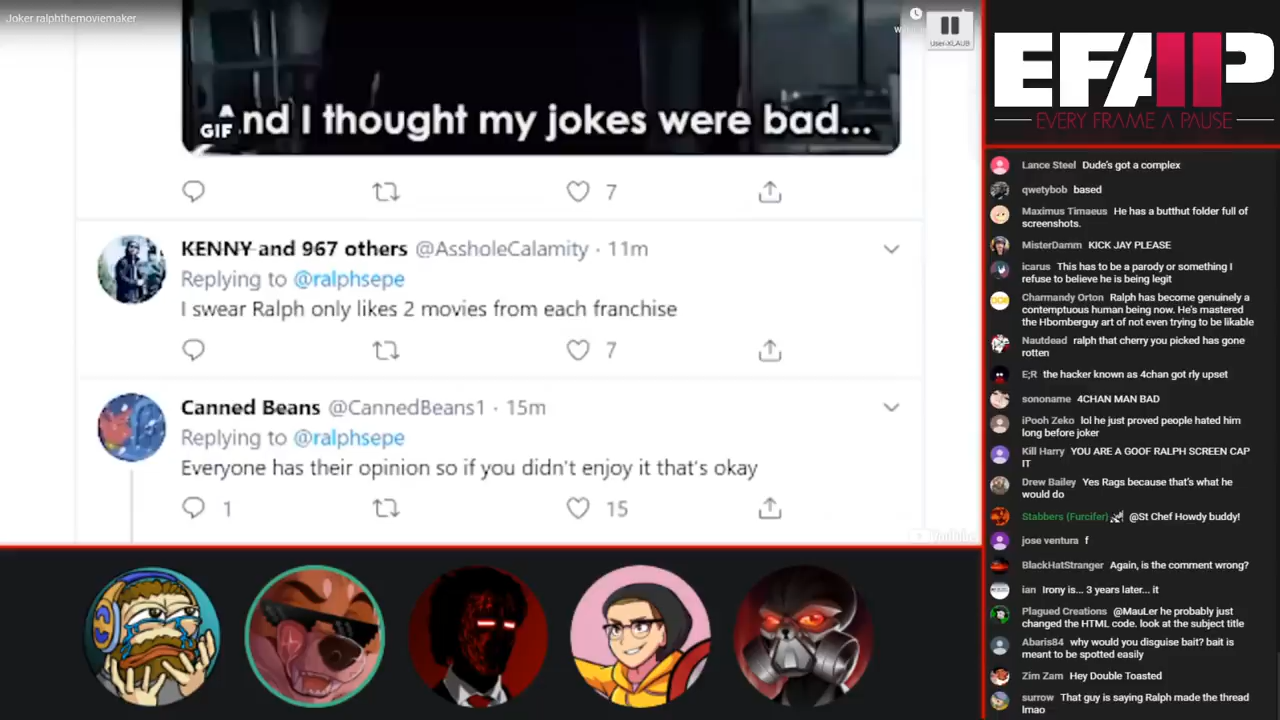 Joker ralphthemoviemaker
User-XLAUB
And I thought my jokes were bad...
GIF
7
KENNY and 967 others @AssholeCalamity · 11m
Replying to @ralphsepe
I swear Ralph only likes 2 movies from each franchise
7
Canned Beans @CannedBeans1 · 15m
Replying to @ralphsepe
Everyone has their opinion so if you didn't enjoy it that's okay
1 15
YouTube
EFAP
EVERY FRAME A PAUSE
Lance Steel Dude's got a complex
qwetybob based
Maximus Timaeus He has a butthut folder full of
screenshots.
MisterDamm KICK JAY PLEASE
icarus This has to be a parody or something I
refuse to believe he is being legit
Charmandy Orton Ralph has become genuinely a
contemptuous human being now. He's mastered
the Hbomberguy art of not even trying to be likable
Nautdead ralph that cherry you picked has gone
rotten
E;R the hacker known as 4chan got rly upset
sononame 4CHAN MAN BAD
iPooh Zeko lol he just proved people hated him
long before joker
Kill Harry YOU ARE A GOOF RALPH SCREEN CAP
IT
Drew Bailey Yes Rags because that's what he
would do
Stabbers (Furcifer) @St Chef Howdy buddy!
jose ventura f
BlackHatStranger Again, is the comment wrong?
ian Irony is... 3 years later... it
Plagued Creations @MauLer he probably just
changed the HTML code. look at the subject title
Abaris84 why would you disguise bait? bait is
meant to be spotted easily
Zim Zam Hey Double Toasted
surrow That guy is saying Ralph made the thread
lmao